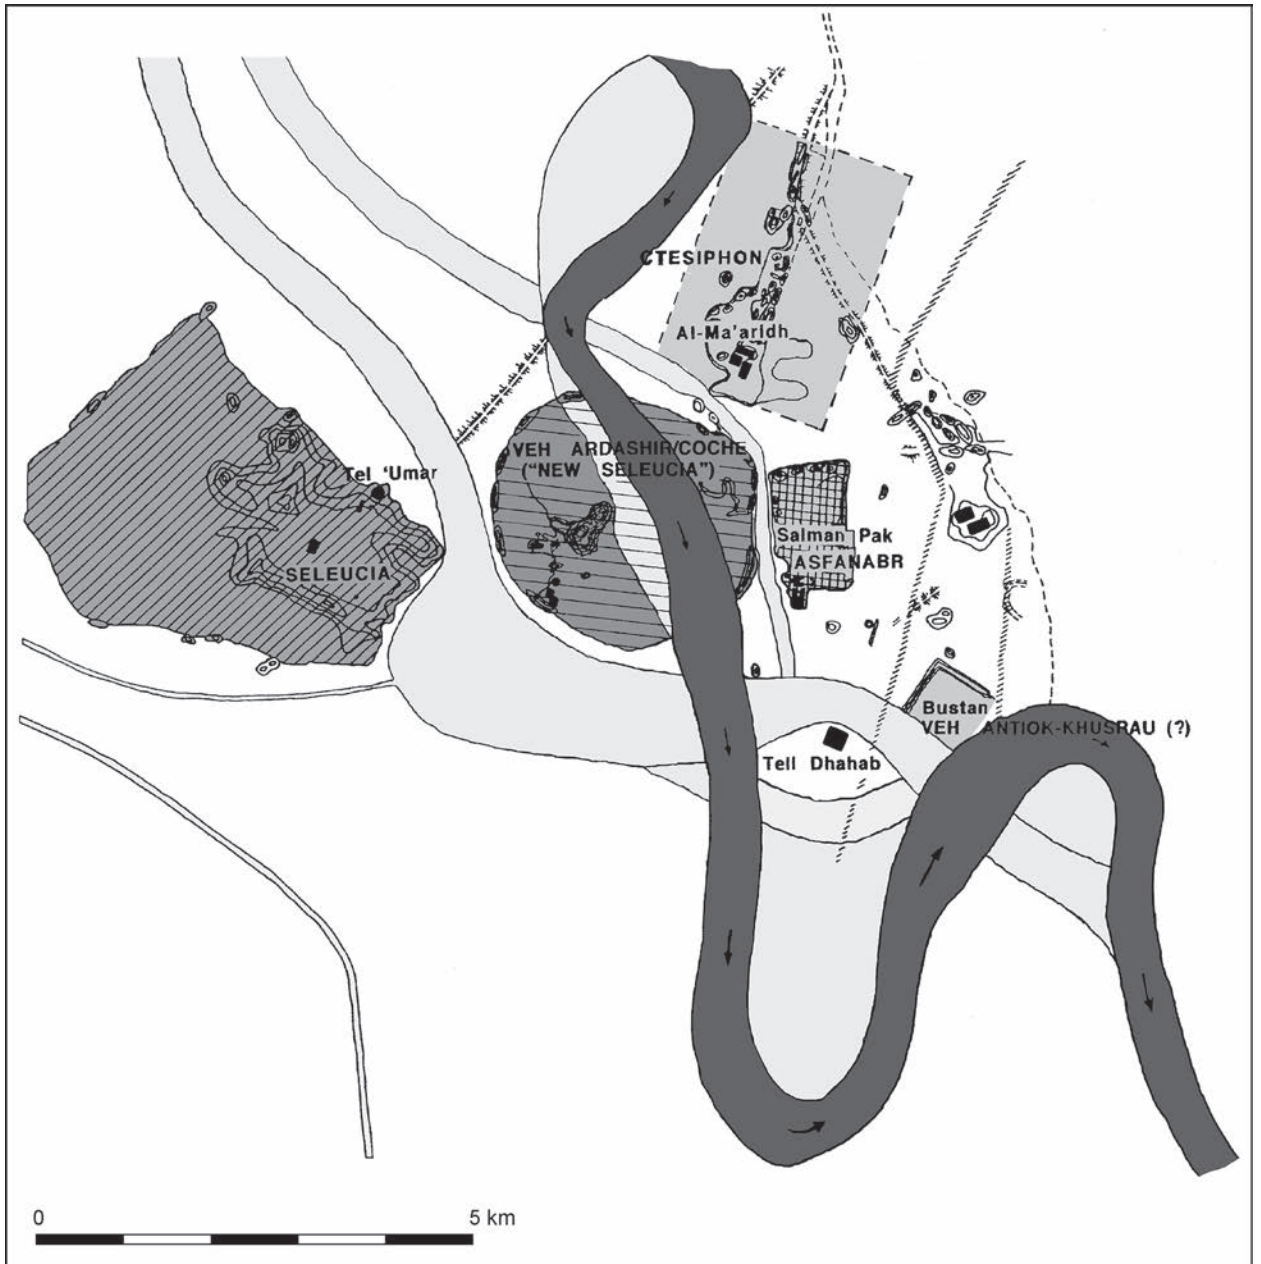 CTESIPHON
Al-Ma'aridh
VEH ARDASHIR/COCHE
("NEW SELEUCIA")
Tel 'Umar
SELEUCIA
Salman Pak
ASFANABR
Bustan
VEH ANTIOK-KHUSRAU (?)
Tell Dhahab
0 5 km